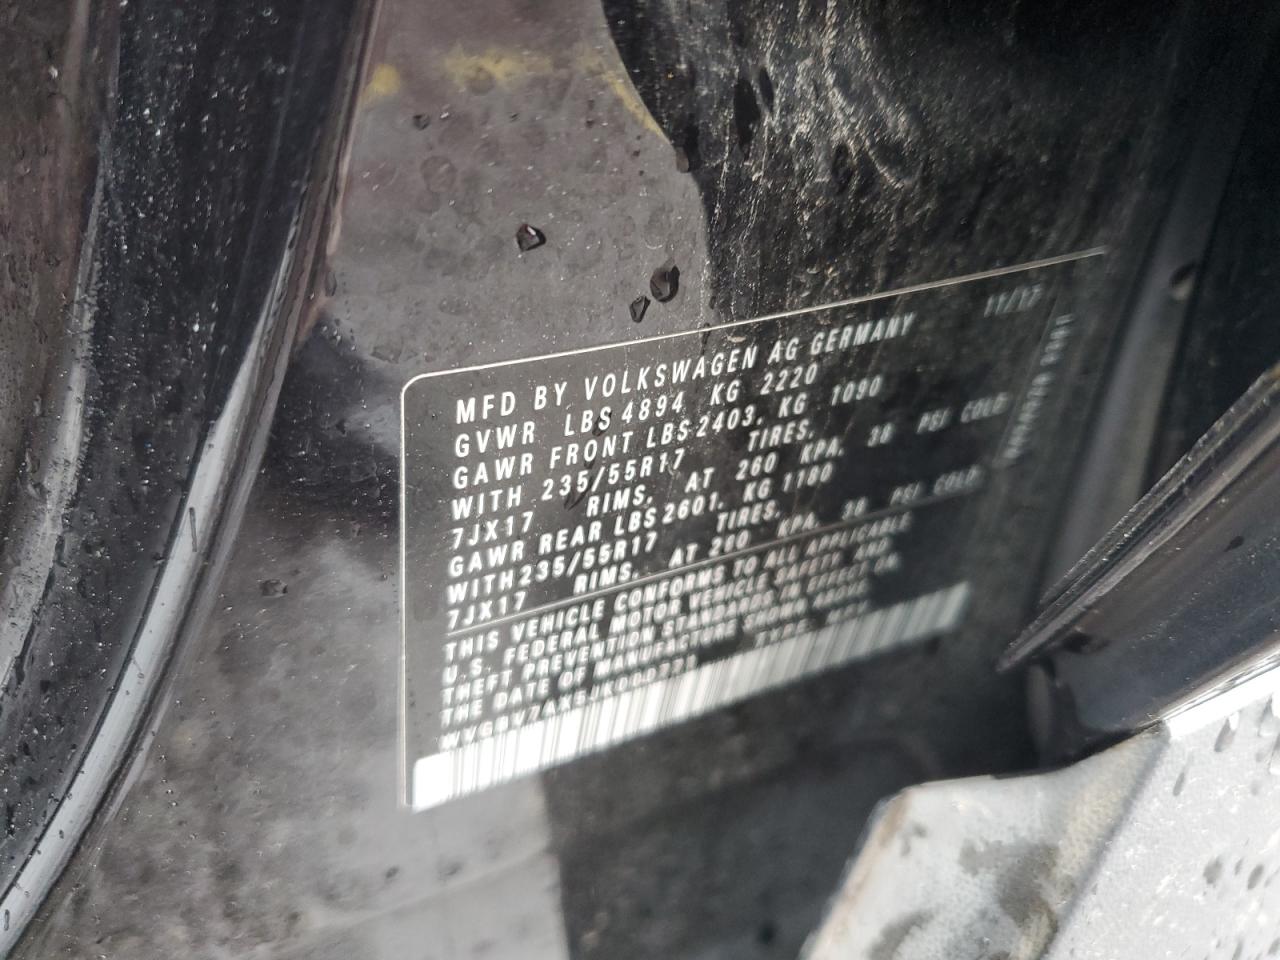 MFD BY VOLKSWAGEN AG GERMANY 11/17
GVWR LBS 4894 KG 2220
GAWR FRONT LBS 2403, KG 1090
WITH 235/55R17 TIRES,
7JX17 RIMS, AT 260 KPA, 38 PSI COLD
GAWR REAR LBS 2601, KG 1180
WITH 235/55R17 TIRES,
7JX17 RIMS, AT 260 KPA, 38 PSI COLD
THIS VEHICLE CONFORMS TO ALL APPLICABLE
U.S. FEDERAL MOTOR VEHICLE SAFETY AND
THEFT PREVENTION STANDARDS IN EFFECT ON
THE DATE OF MANUFACTURE SHOWN ABOVE
TYPE: